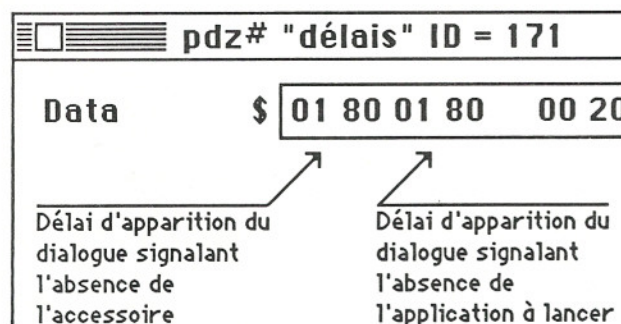 pdz# "délais" ID = 171
Data $ 01 80 01 80 00 20
Délai d'apparition du
dialogue signalant
l'absence de
l'accessoire
Délai d'apparition du
dialogue signalant
l'absence de
l'application à lancer